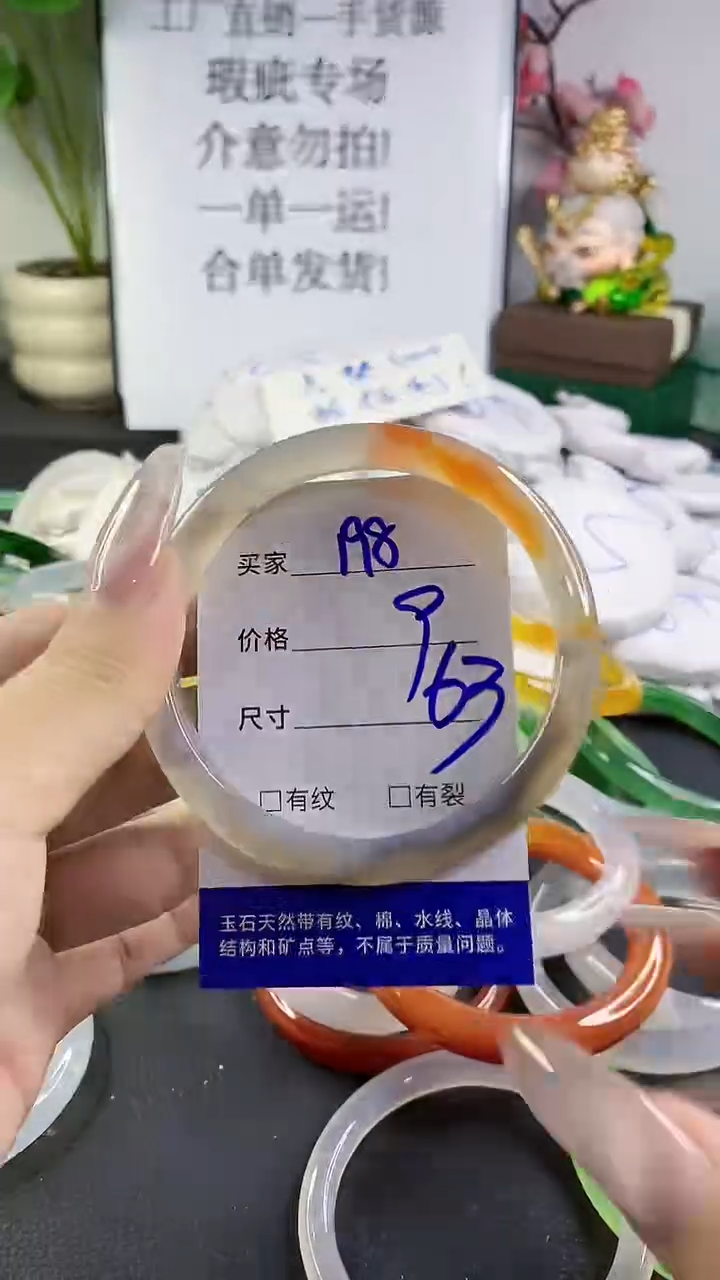 工厂直销一手货源
瑕疵专场
介意勿拍!
一单一运!
合单发货!
买家 198
价格 9
尺寸 63
□有纹 □有裂
玉石天然带有纹、棉、水线、晶体
结构和矿点等，不属于质量问题。